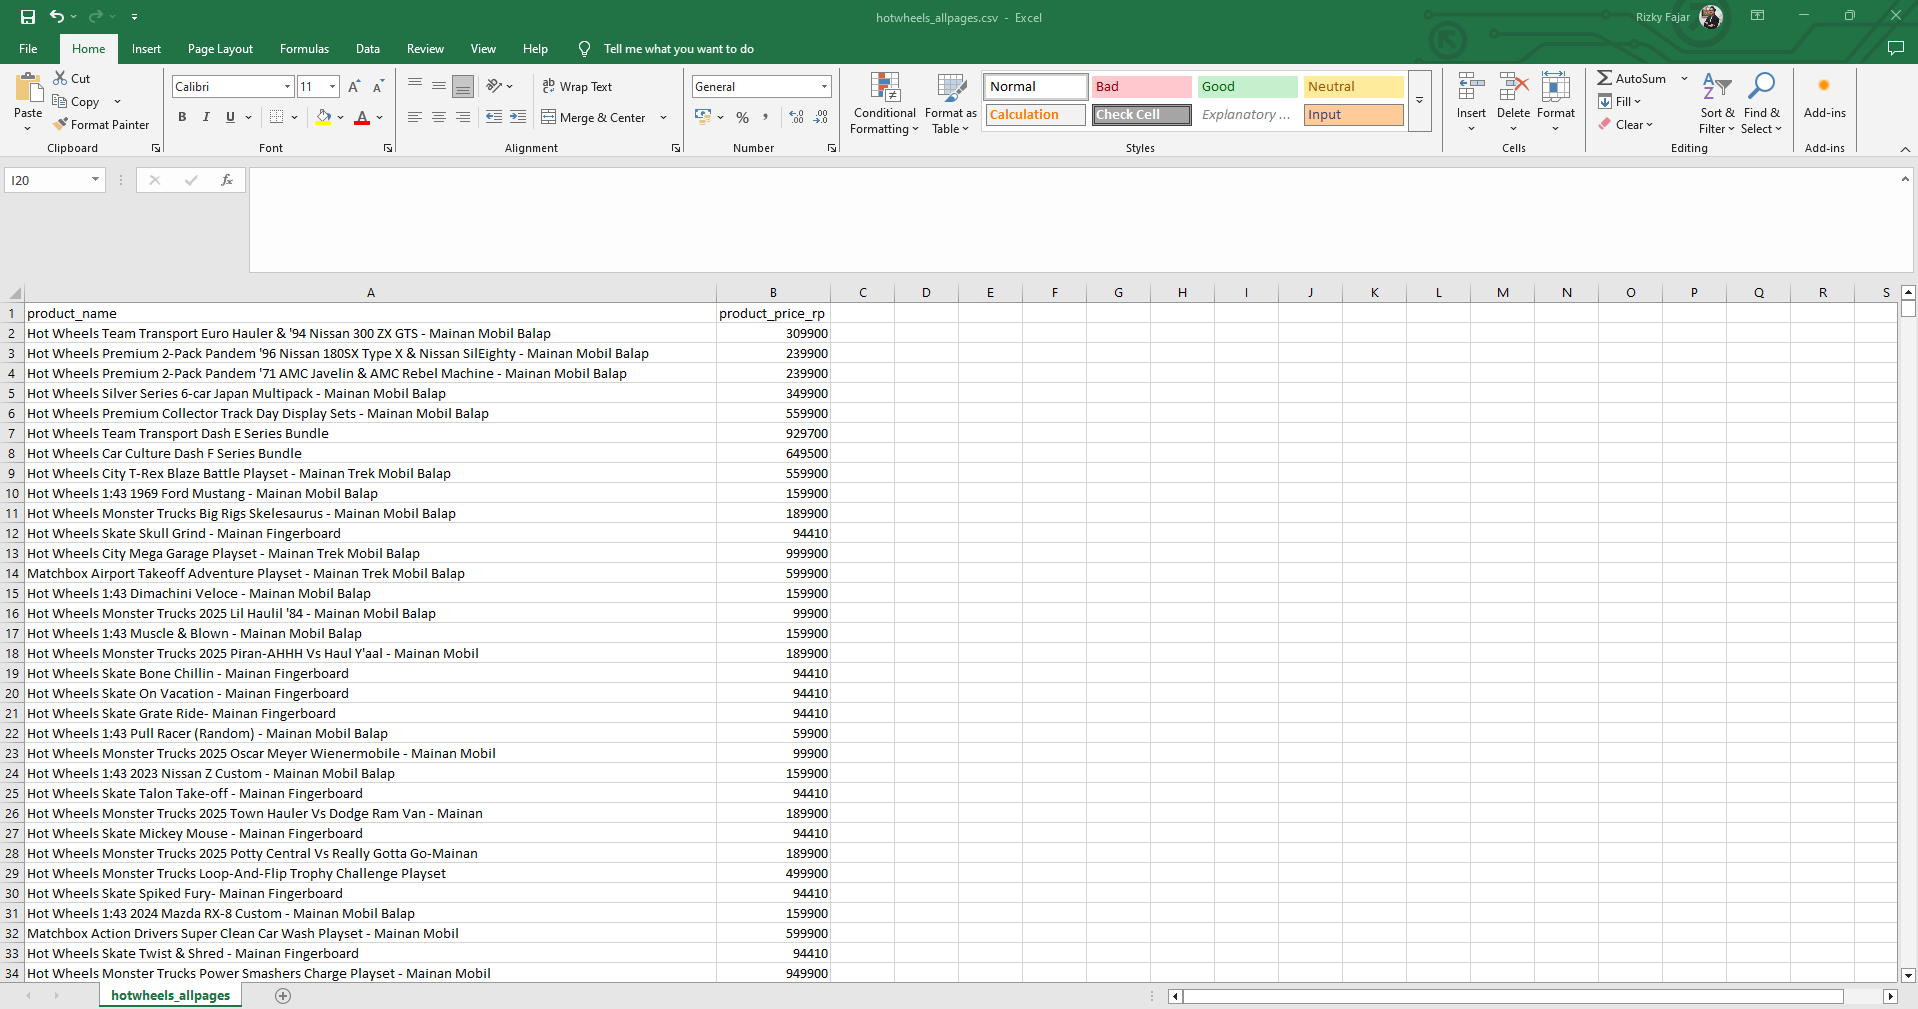 hotwheels_allpages.csv - Excel
Rizky Fajar
File Home Insert Page Layout Formulas Data Review View Help Tell me what you want to do
Paste
Cut
Copy
Format Painter
Clipboard
Calibri 11
B I U
Font
Wrap Text
Merge & Center
Alignment
General
Number
Conditional Formatting
Format as Table
Normal Bad Good Neutral
Calculation Check Cell Explanatory ... Input
Styles
Insert Delete Format
Cells
AutoSum
Fill
Clear
Sort & Filter
Find & Select
Editing
Add-ins
Add-ins
I20 fx
A B C D E F G H I J K L M N O P Q R S
1 product_name product_price_rp
2 Hot Wheels Team Transport Euro Hauler & '94 Nissan 300 ZX GTS - Mainan Mobil Balap 309900
3 Hot Wheels Premium 2-Pack Pandem '96 Nissan 180SX Type X & Nissan SilEighty - Mainan Mobil Balap 239900
4 Hot Wheels Premium 2-Pack Pandem '71 AMC Javelin & AMC Rebel Machine - Mainan Mobil Balap 239900
5 Hot Wheels Silver Series 6-car Japan Multipack - Mainan Mobil Balap 349900
6 Hot Wheels Premium Collector Track Day Display Sets - Mainan Mobil Balap 559900
7 Hot Wheels Team Transport Dash E Series Bundle 929700
8 Hot Wheels Car Culture Dash F Series Bundle 649500
9 Hot Wheels City T-Rex Blaze Battle Playset - Mainan Trek Mobil Balap 559900
10 Hot Wheels 1:43 1969 Ford Mustang - Mainan Mobil Balap 159900
11 Hot Wheels Monster Trucks Big Rigs Skelesaurus - Mainan Mobil Balap 189900
12 Hot Wheels Skate Skull Grind - Mainan Fingerboard 94410
13 Hot Wheels City Mega Garage Playset - Mainan Trek Mobil Balap 999900
14 Matchbox Airport Takeoff Adventure Playset - Mainan Trek Mobil Balap 599900
15 Hot Wheels 1:43 Dimachini Veloce - Mainan Mobil Balap 159900
16 Hot Wheels Monster Trucks 2025 Lil Haulil '84 - Mainan Mobil Balap 99900
17 Hot Wheels 1:43 Muscle & Blown - Mainan Mobil Balap 159900
18 Hot Wheels Monster Trucks 2025 Piran-AHHH Vs Haul Y'aal - Mainan Mobil 189900
19 Hot Wheels Skate Bone Chillin - Mainan Fingerboard 94410
20 Hot Wheels Skate On Vacation - Mainan Fingerboard 94410
21 Hot Wheels Skate Grate Ride- Mainan Fingerboard 94410
22 Hot Wheels 1:43 Pull Racer (Random) - Mainan Mobil Balap 59900
23 Hot Wheels Monster Trucks 2025 Oscar Meyer Wienermobile - Mainan Mobil 99900
24 Hot Wheels 1:43 2023 Nissan Z Custom - Mainan Mobil Balap 159900
25 Hot Wheels Skate Talon Take-off - Mainan Fingerboard 94410
26 Hot Wheels Monster Trucks 2025 Town Hauler Vs Dodge Ram Van - Mainan 189900
27 Hot Wheels Skate Mickey Mouse - Mainan Fingerboard 94410
28 Hot Wheels Monster Trucks 2025 Potty Central Vs Really Gotta Go-Mainan 189900
29 Hot Wheels Monster Trucks Loop-And-Flip Trophy Challenge Playset 499900
30 Hot Wheels Skate Spiked Fury- Mainan Fingerboard 94410
31 Hot Wheels 1:43 2024 Mazda RX-8 Custom - Mainan Mobil Balap 159900
32 Matchbox Action Drivers Super Clean Car Wash Playset - Mainan Mobil 599900
33 Hot Wheels Skate Twist & Shred - Mainan Fingerboard 94410
34 Hot Wheels Monster Trucks Power Smashers Charge Playset - Mainan Mobil 949900
hotwheels_allpages